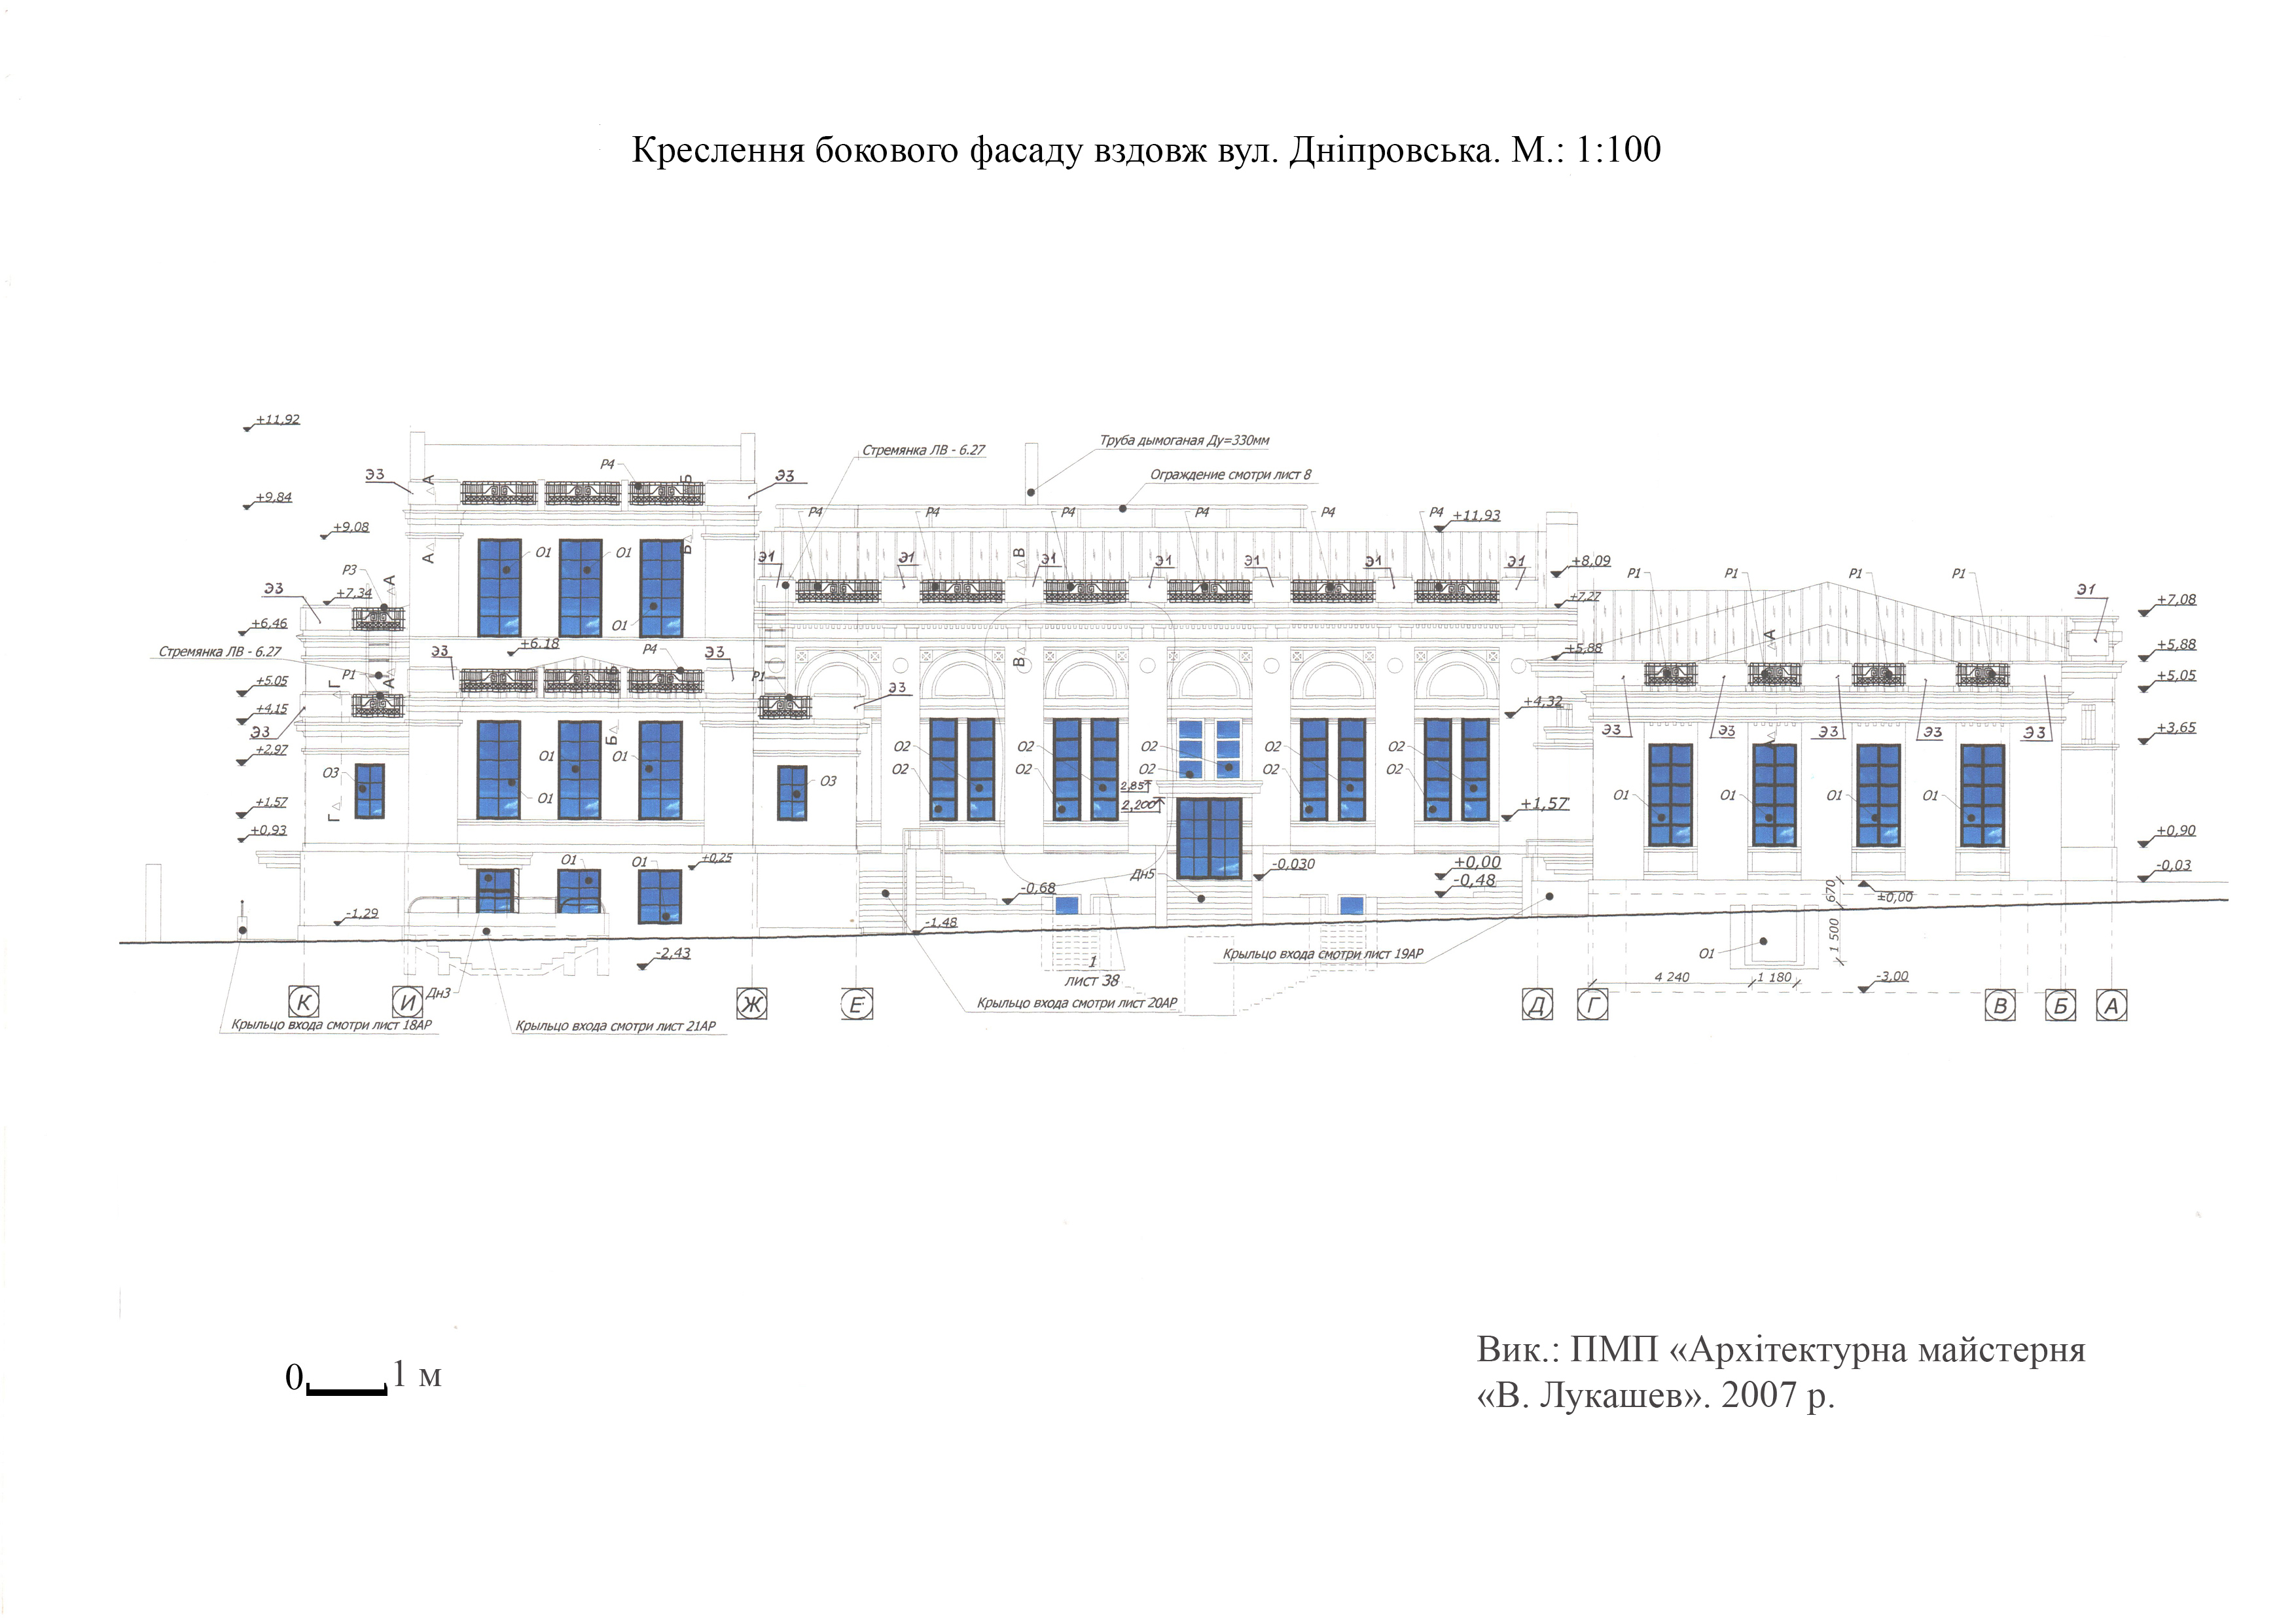 Креслення бокового фасаду вздовж вул. Дніпровська. М.: 1:100
+11,92
Труба дымоганая Ду=330мм
Стремянка ЛВ - 6.27
Р4
Э3
А
Б
Э3
Ограждение смотри лист 8
+9,84
Р4
Р4
Р4
Р4
Р4
Р4
+11,93
+9,08
А
О1
О1
Б
Э1
Э1
В
Э1
Э1
Э1
Э1
Э1
+8,09
Р3
А
Р1
Р1
Р1
Р1
Э3
+7,34
Э1
+7,27
+7,08
+6,46
О1
А
+6.18
Стремянка ЛВ - 6.27
Э3
Р4
Э3
В
+5,88
+5,88
Р1
Б
Р1
+5,05
Г
А
Э3
+5,05
+4,15
+4,32
Э3
Б
Э3
Э3
Э3
Э3
Э3
А
+3,65
+2,97
О1
О1
О2
О2
О2
О2
О2
О3
О3
О2
О2
О2
О2
О2
2,85
О1
О1
О1
О1
О1
+1,57
Г
2,200
+1,57
+0,93
+0,90
О1
О1
+0,25
-0,030
+0,00
-0,03
Дн5
-0,48
-0,68
670
±0,00
-1,29
-1,48
1 500
-2,43
Крыльцо входа смотри лист 19АР
О1
1
лист 38
4 240
1 180
-3,00
Дн3
К
И
Ж
Е
Д
Г
В
Б
А
Крыльцо входа смотри лист 20АР
Крыльцо входа смотри лист 18АР
Крыльцо входа смотри лист 21АР
0 1 м
Вик.: ПМП «Архітектурна майстерня
«В. Лукашев». 2007 р.